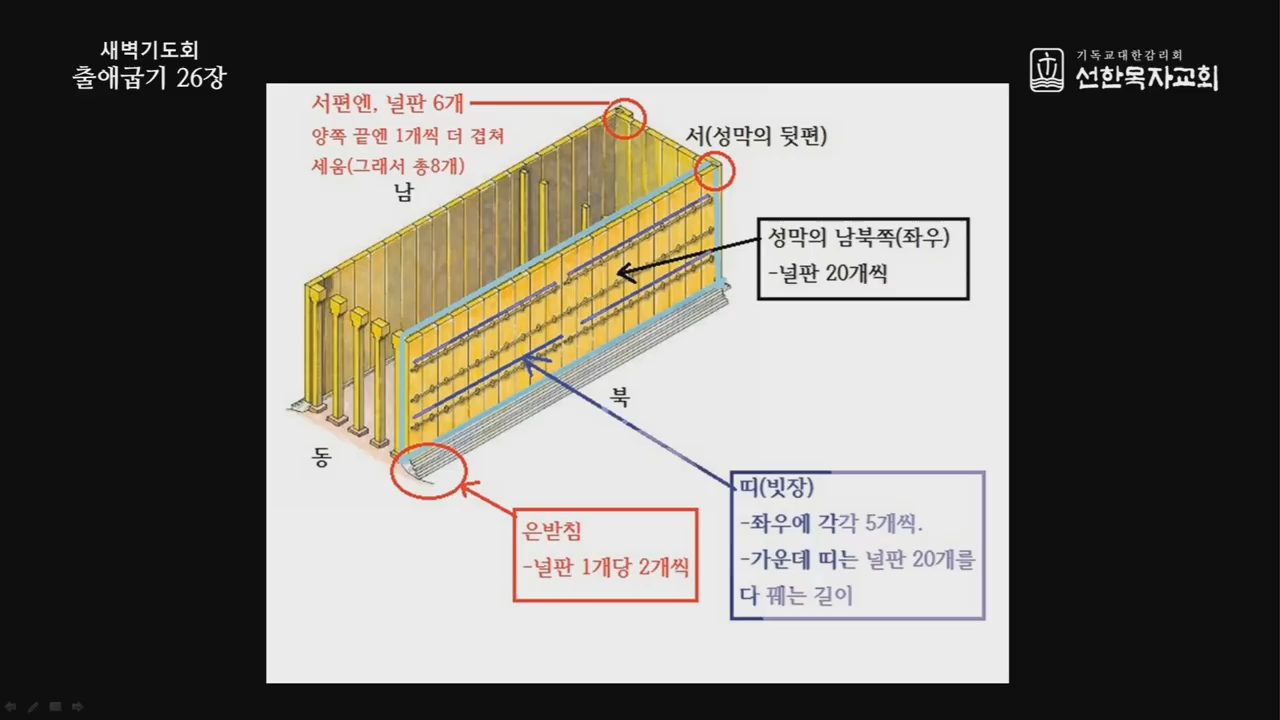 새벽기도회
출애굽기 26장
기독교대한감리회
선한목자교회
서편엔, 널판 6개
양쪽 끝엔 1개씩 더 겹쳐
세움(그래서 총8개)
서(성막의 뒷편)
남
성막의 남북쪽(좌우)
-널판 20개씩
북
동
은받침
-널판 1개당 2개씩
띠(빗장)
-좌우에 각각 5개씩.
-가운데 띠는 널판 20개를
다 꿰는 길이